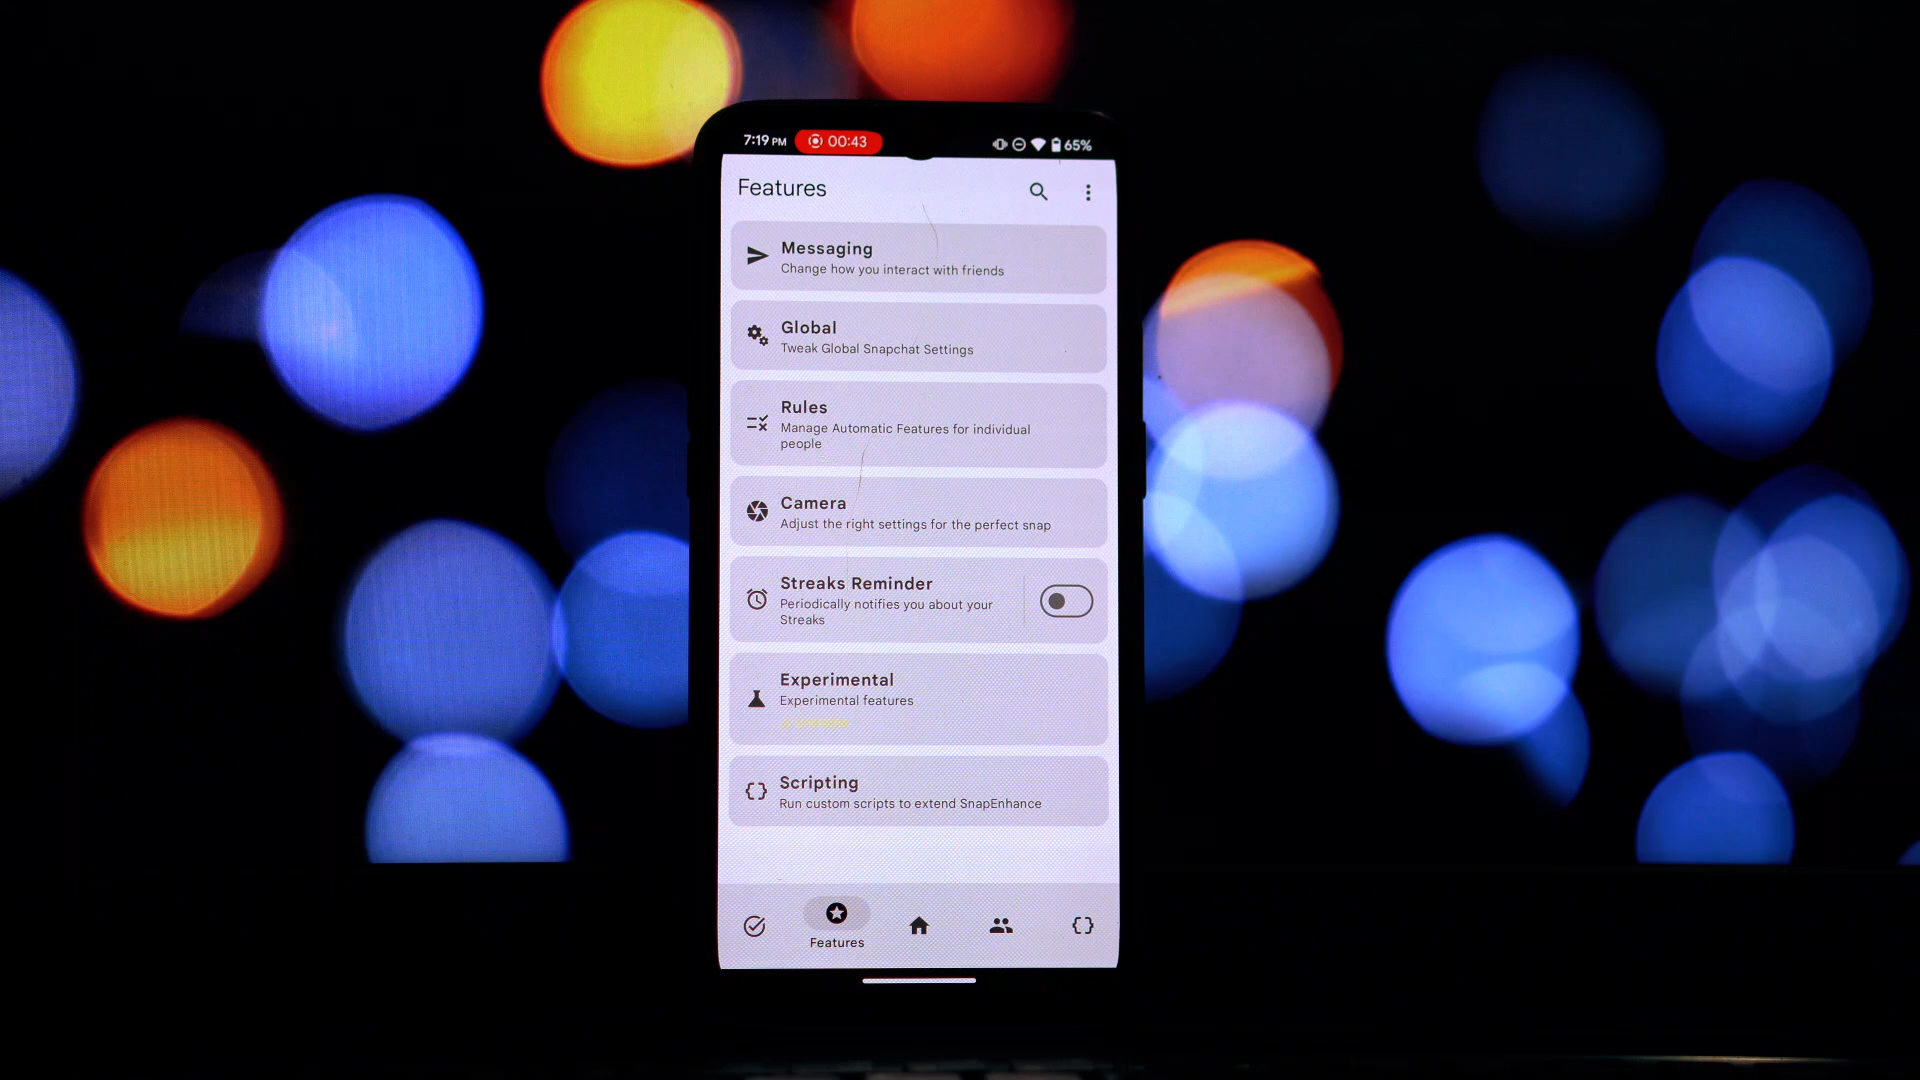 7:19 PM 00:43 65%
Features
Messaging
Change how you interact with friends
Global
Tweak Global Snapchat Settings
Rules
Manage Automatic Features for individual
people
Camera
Adjust the right settings for the perfect snap
Streaks Reminder
Periodically notifies you about your
Streaks
Experimental
Experimental features
Scripting
Run custom scripts to extend SnapEnhance
Features